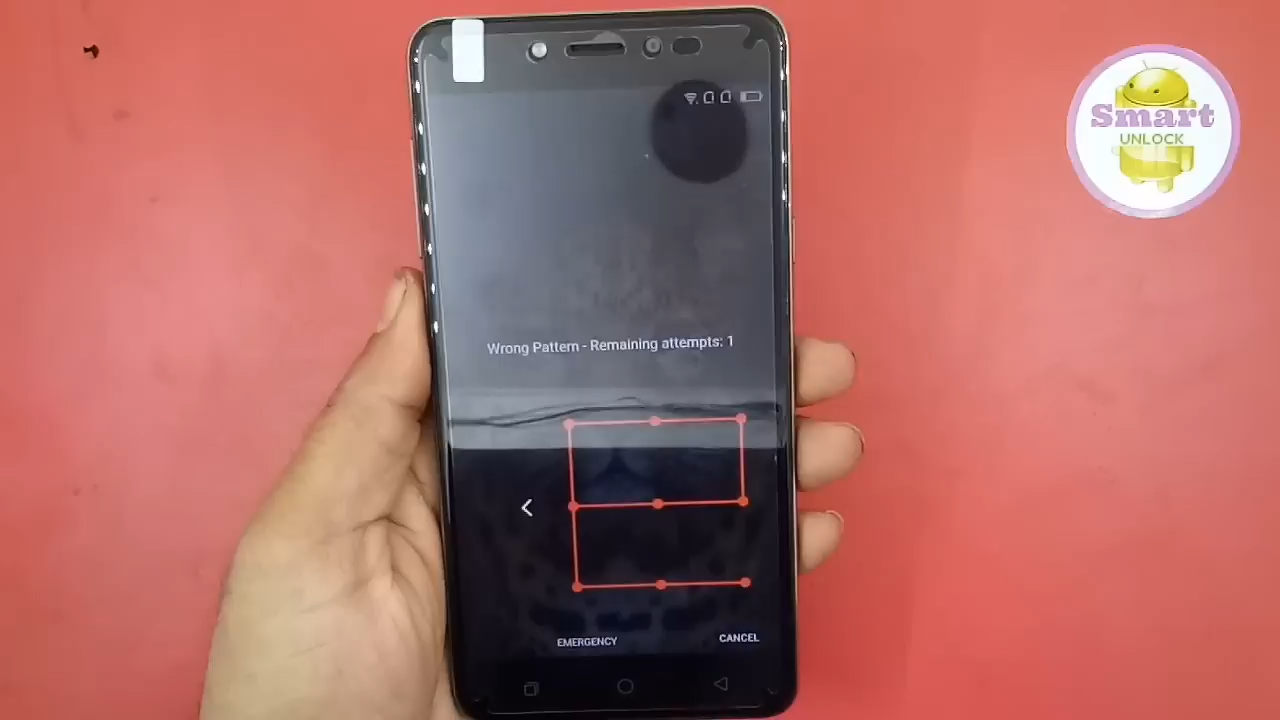 Smart
UNLOCK
Wrong Pattern - Remaining attempts: 1
EMERGENCY
CANCEL